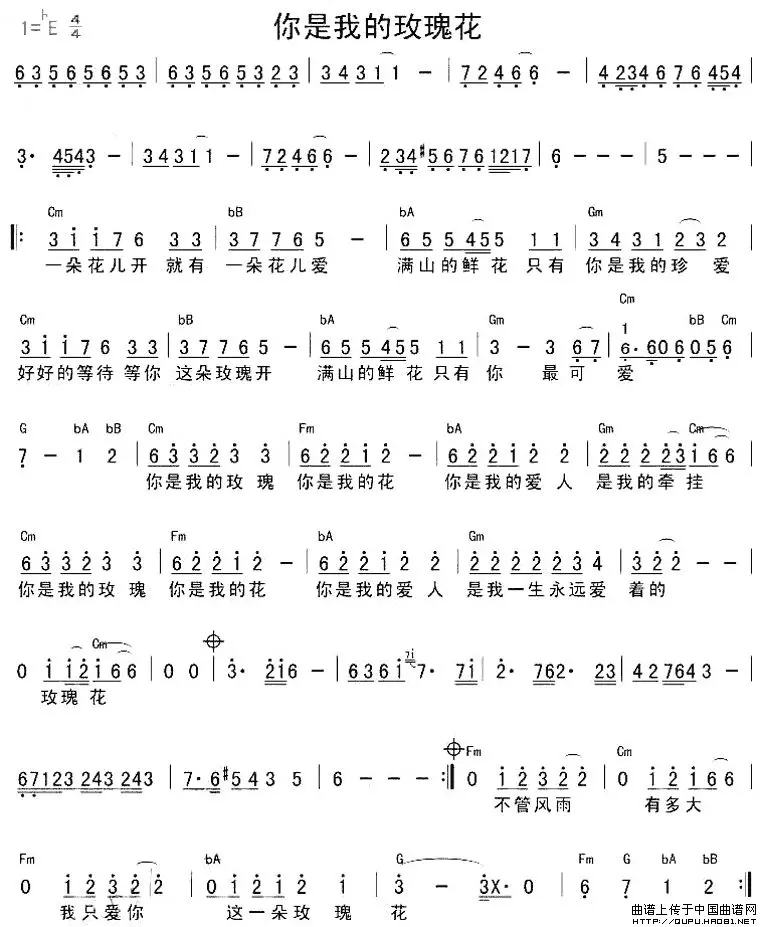 你是我的玫瑰花
1=♭E 4/4
6 3 5 6 5 6 5 3 | 6 3 5 6 5 3 2 3 | 3 4 3 1 1 — | 7 2 4 6 6 — | 4 2 3 4 6 7 6 4 5 4 |
3· 4 5 4 3 — | 3 4 3 1 1 — | 7 2 4 6 6 — | 2 3 4 #5 6 7 6 1 2 1 7 | 6 — — — | 5 — — — |
Cm bB bA Gm
‖: 3 i i 7 6 3 3 | 3 7 7 6 5 — | 6 5 5 4 5 5 1 1 | 3 4 3 1 2 3 2 |
一朵花儿开 就有 一朵花儿爱 满山的鲜花只有 你是我的珍爱
Cm bB bA Gm Cm bB Cm
3 i i 7 6 3 3 | 3 7 7 6 5 — | 6 5 5 4 5 5 1 1 | 3 — 3 6 7 | 1 6· 6 0 6 0 5 6 |
好好的等待 等你 这朵玫瑰开 满山的鲜花只有 你 最可 爱
G bA bB Cm Fm bA Gm Cm
7 — 1 2 | 6 3 3 2 3 3 | 6 2 2 1 2 — | 6 2 2 1 2 2 | 2 2 2 2 3 1 6 6 |
你是我的玫瑰 你是我的花 你是我的爱人 是我的牵挂
Cm Fm bA Gm
6 3 3 2 3 3 | 6 2 2 1 2 — | 6 2 2 1 2 2 | 2 2 2 2 2 3 4 | 3 2 2 — — |
你是我的玫瑰 你是我的花 你是我的爱人 是我一生永远爱 着的
Cm
0 i i 2 i 6 6 | 0 0 | 3· 2 i 6 — | 6 3 6 i 7 i 7· 7 i | 2· 7 6 2· 2 3 | 4 2 7 6 4 3 — |
玫瑰 花
Fm Cm
6 7 1 2 3 2 4 3 2 4 3 | 7· 6 #5 4 3 5 | 6 — — — :‖ 0 i 2 3 2 2 | 0 i 2 i 6 6 |
不管风雨 有多大
Fm bA G Fm G bA bB
0 i 2 3 2 2 | 0 i 2 i 2 i | 3 — 3 X· 0 | 6 7 1 2 :‖
我只爱你 这一朵玫瑰 花
曲谱上传于中国曲谱网
http://QUPU.HAO81.NET